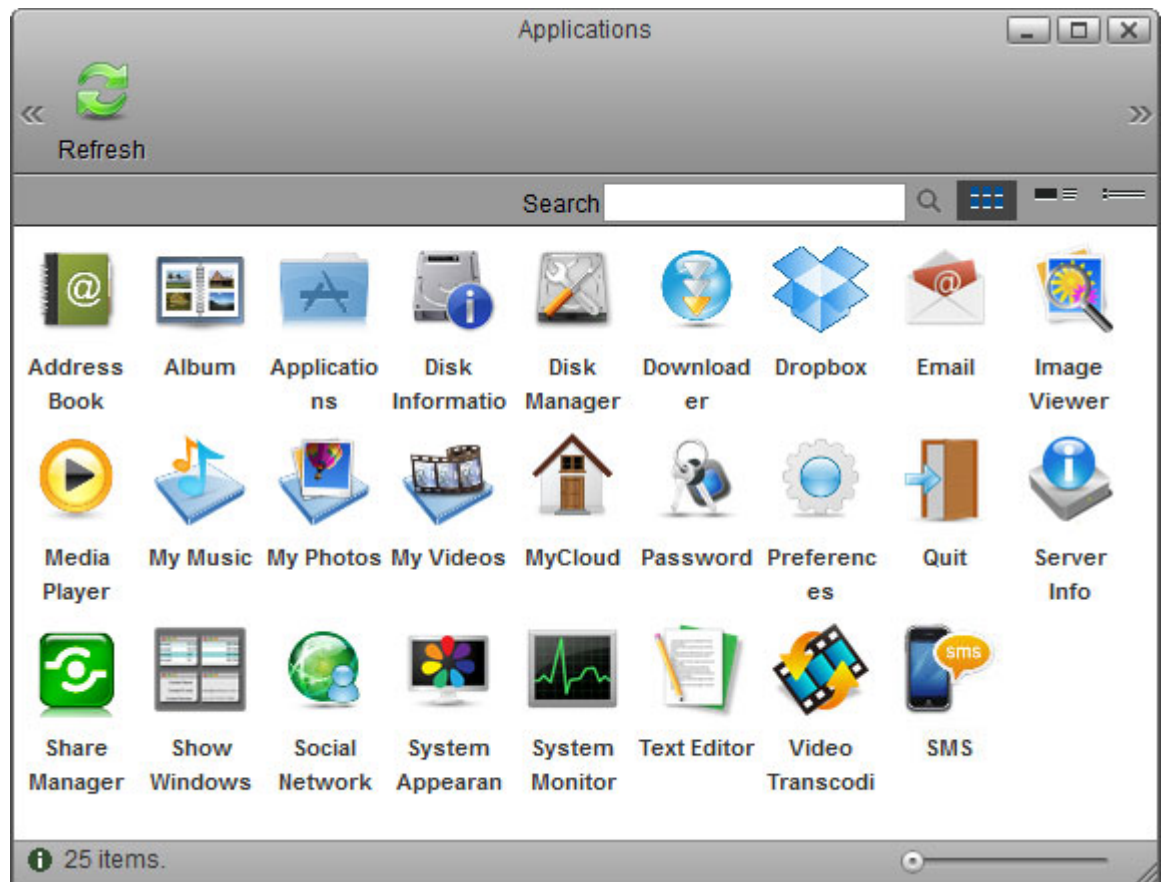 Applications
Refresh
Search
Address Album Applicatio Disk Disk Download Dropbox Email Image
Book ns Informatio Manager er Viewer
Media My Music My Photos My Videos MyCloud Password Preferenc Quit Server
Player es Info
sms
Share Show Social System System Text Editor Video SMS
Manager Windows Network Appearan Monitor Transcodi
25 items.